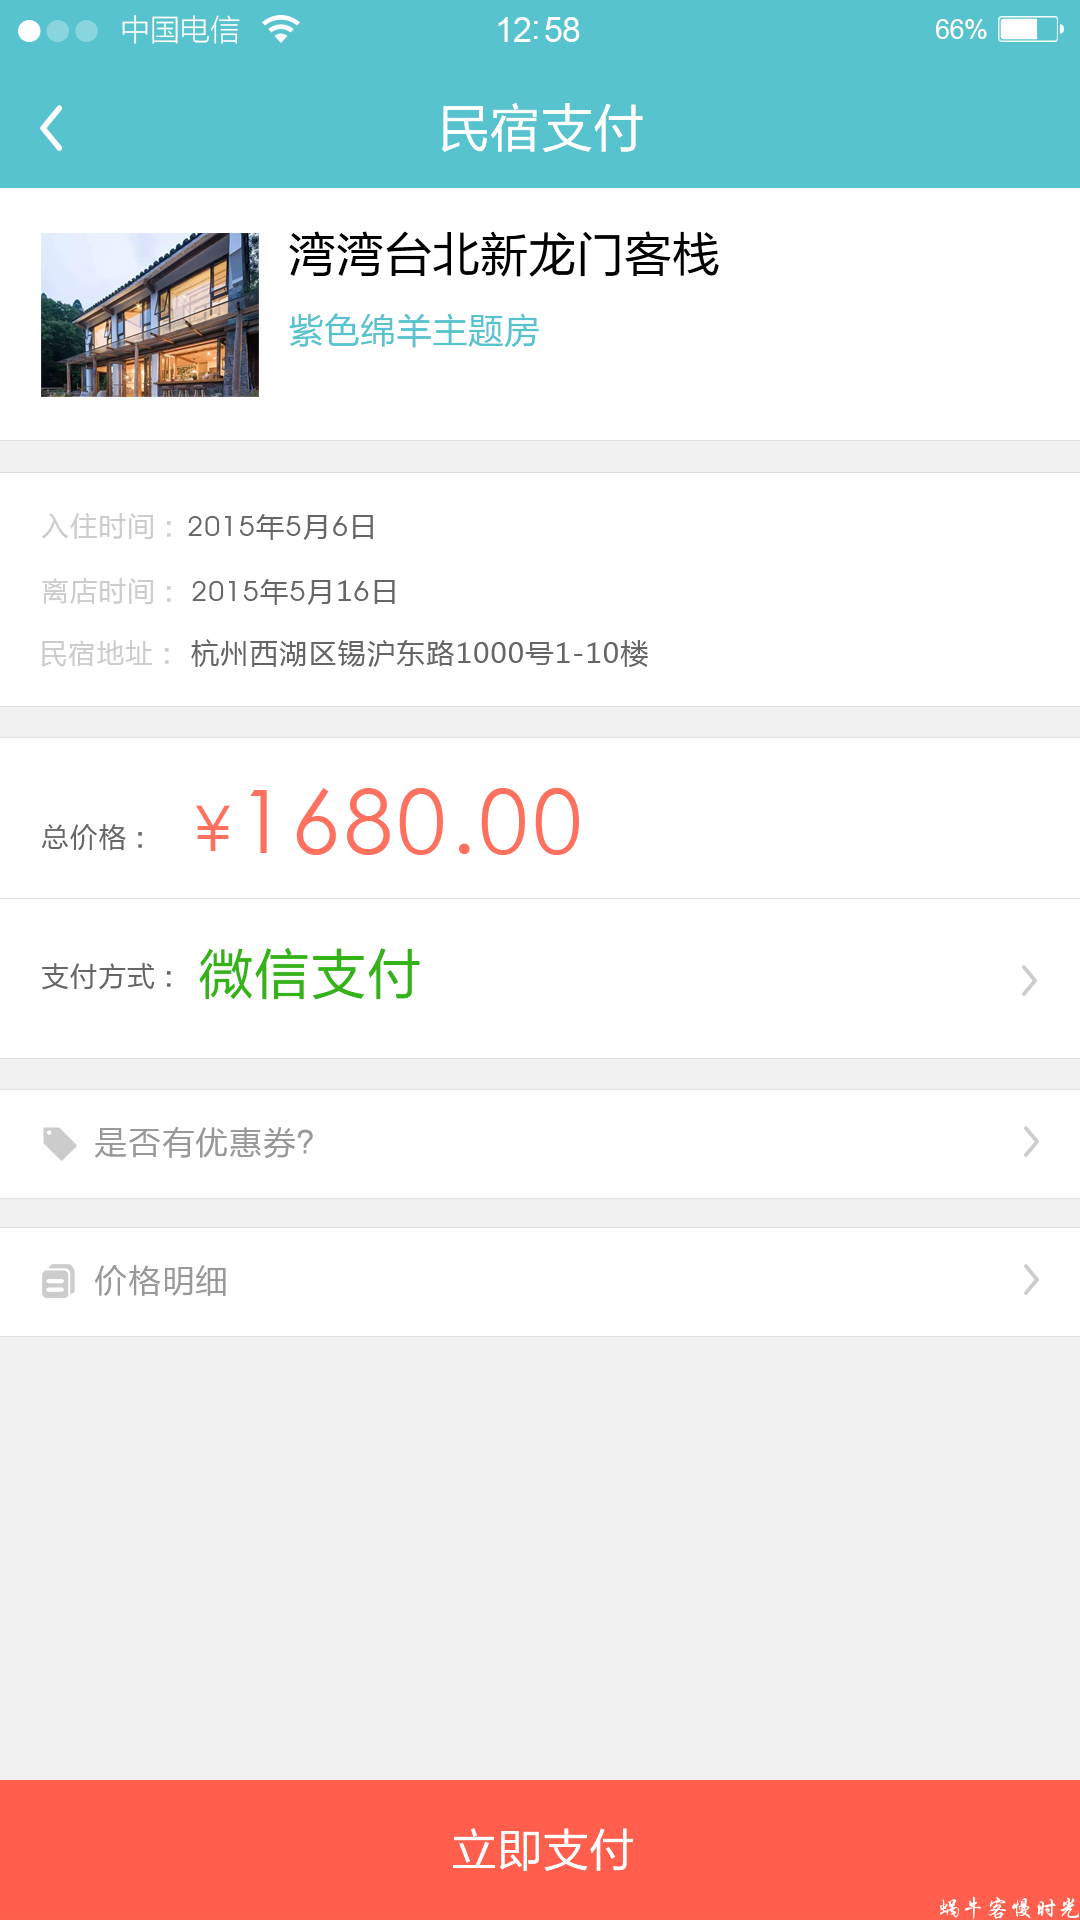 中国电信 12:58 66%
民宿支付
湾湾台北新龙门客栈
紫色绵羊主题房
入住时间：2015年5月6日
离店时间：2015年5月16日
民宿地址：杭州西湖区锡沪东路1000号1-10楼
总价格：¥1680.00
支付方式：微信支付
是否有优惠券?
价格明细
立即支付
蜗牛客慢时光